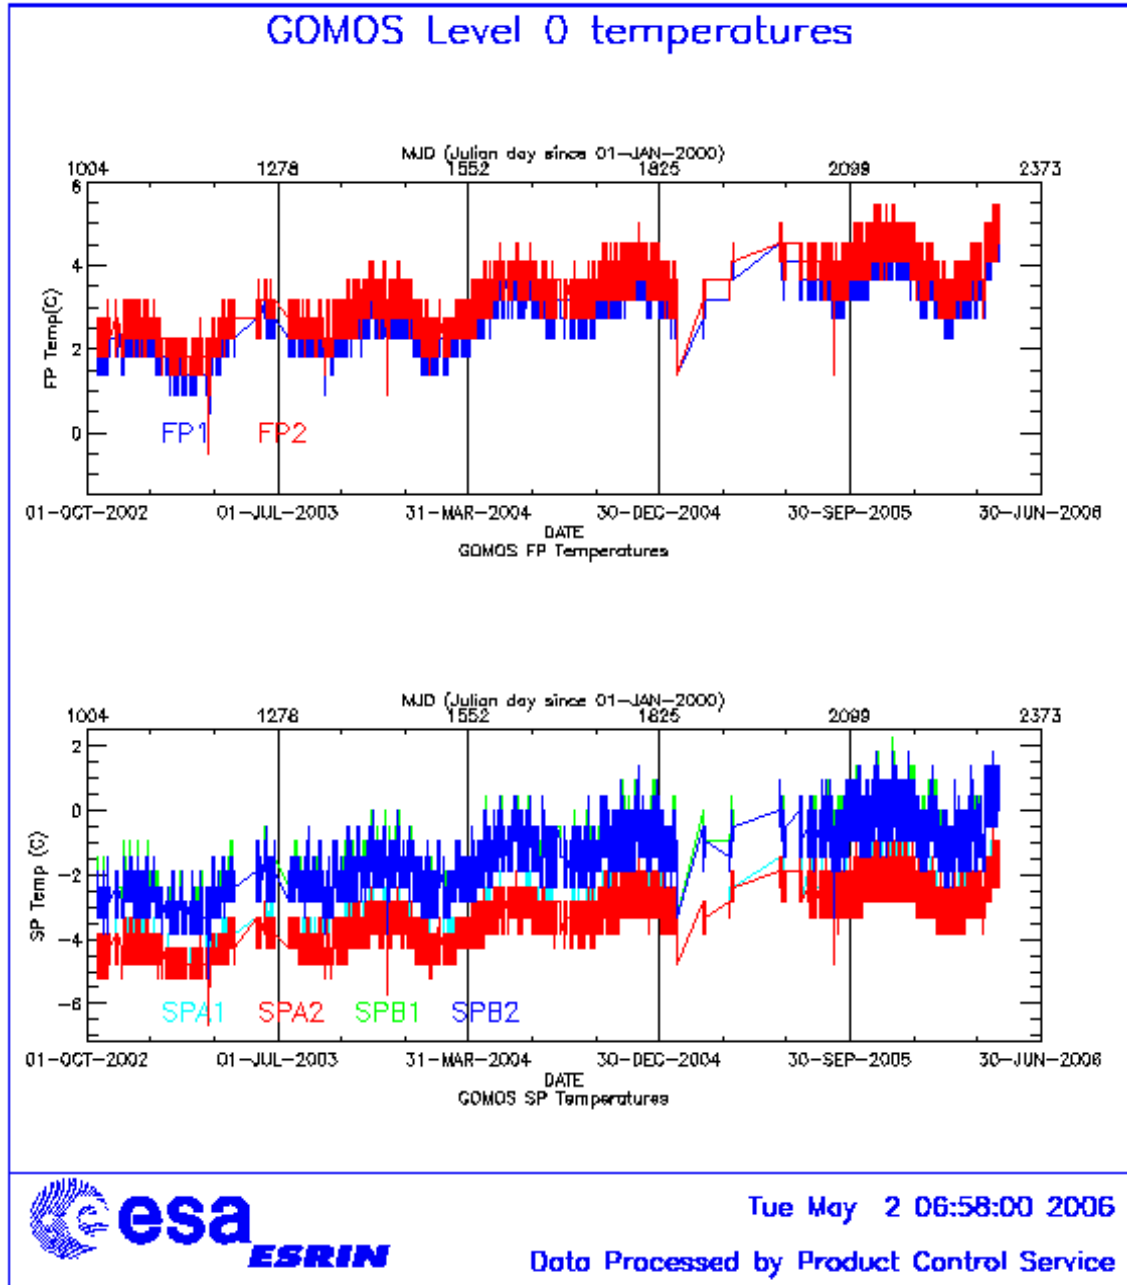 GOMOS Level 0 temperatures
MJD (Julian day since 01-JAN-2000)
1004 1278 1552 1825 2099 2373
6
4
2
0
FP Temp(C)
FP1 FP2
01-OCT-2002 01-JUL-2003 31-MAR-2004 30-DEC-2004 30-SEP-2005 30-JUN-2006
DATE
GOMOS FP Temperatures
MJD (Julian day since 01-JAN-2000)
1004 1278 1552 1825 2099 2373
2
0
-2
-4
-6
SP Temp (C)
SPA1 SPA2 SPB1 SPB2
01-OCT-2002 01-JUL-2003 31-MAR-2004 30-DEC-2004 30-SEP-2005 30-JUN-2006
DATE
GOMOS SP Temperatures
esa
ESRIN
Tue May 2 06:58:00 2006
Data Processed by Product Control Service